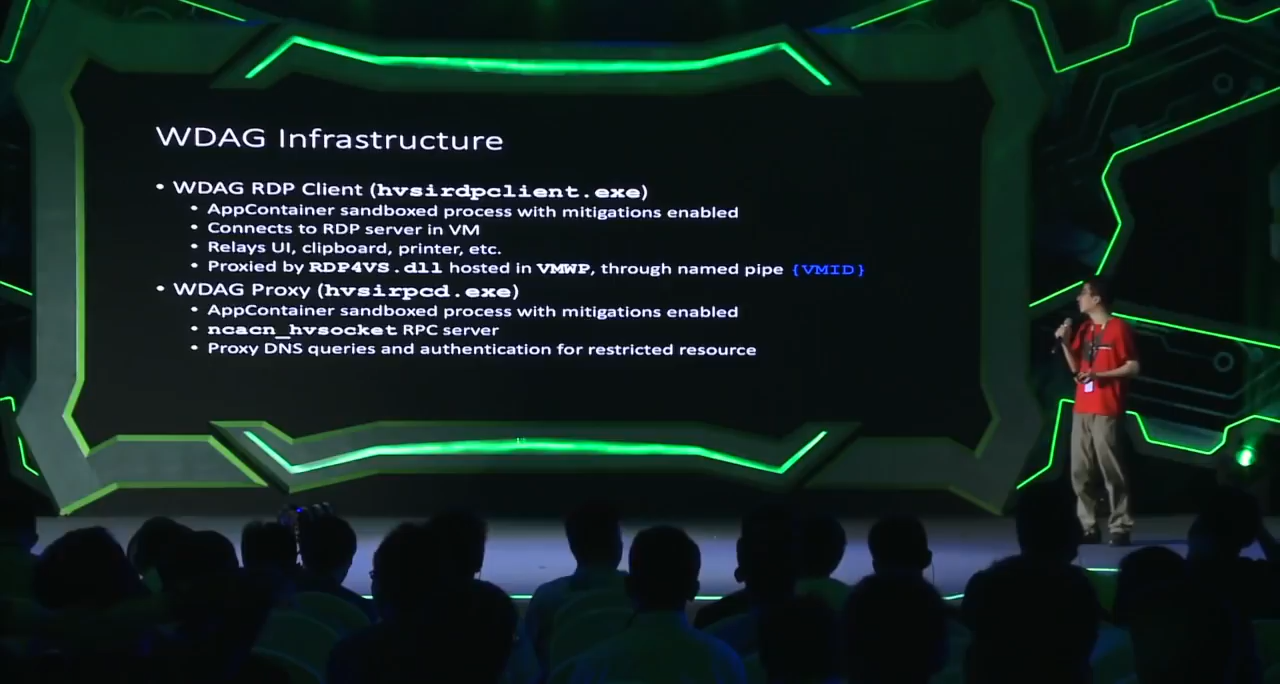 WDAG Infrastructure
• WDAG RDP Client (hvsirdpclient.exe)
• AppContainer sandboxed process with mitigations enabled
• Connects to RDP server in VM
• Relays UI, clipboard, printer, etc.
• Proxied by RDP4VS.dll hosted in VMWP, through named pipe {VMID}
• WDAG Proxy (hvsirpcd.exe)
• AppContainer sandboxed process with mitigations enabled
• ncacn_hvsocket RPC server
• Proxy DNS queries and authentication for restricted resource